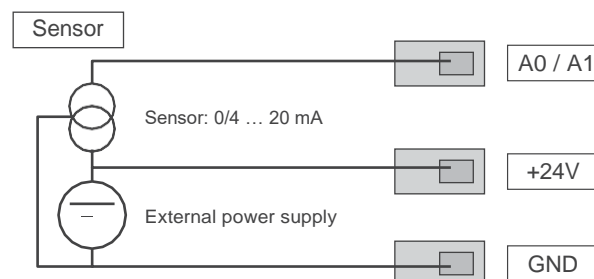 Sensor
A0 / A1
Sensor: 0/4 … 20 mA
+24V
External power supply
GND